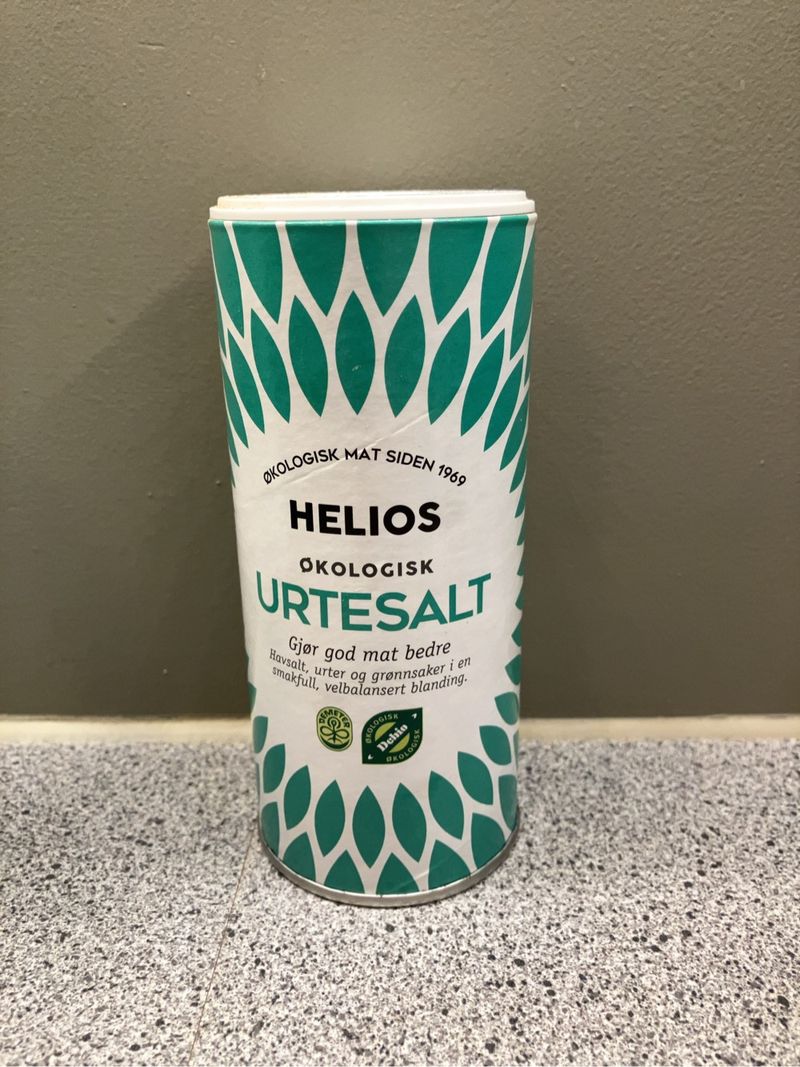 ØKOLOGISK MAT SIDEN 1969
HELIOS
ØKOLOGISK
URTESALT
Gjør god mat bedre
Havsalt, urter og grønnsaker i en
smakfull, velbalansert blanding.
DEMETER
ØKOLOGISK
Debio
ØKOLOGISK